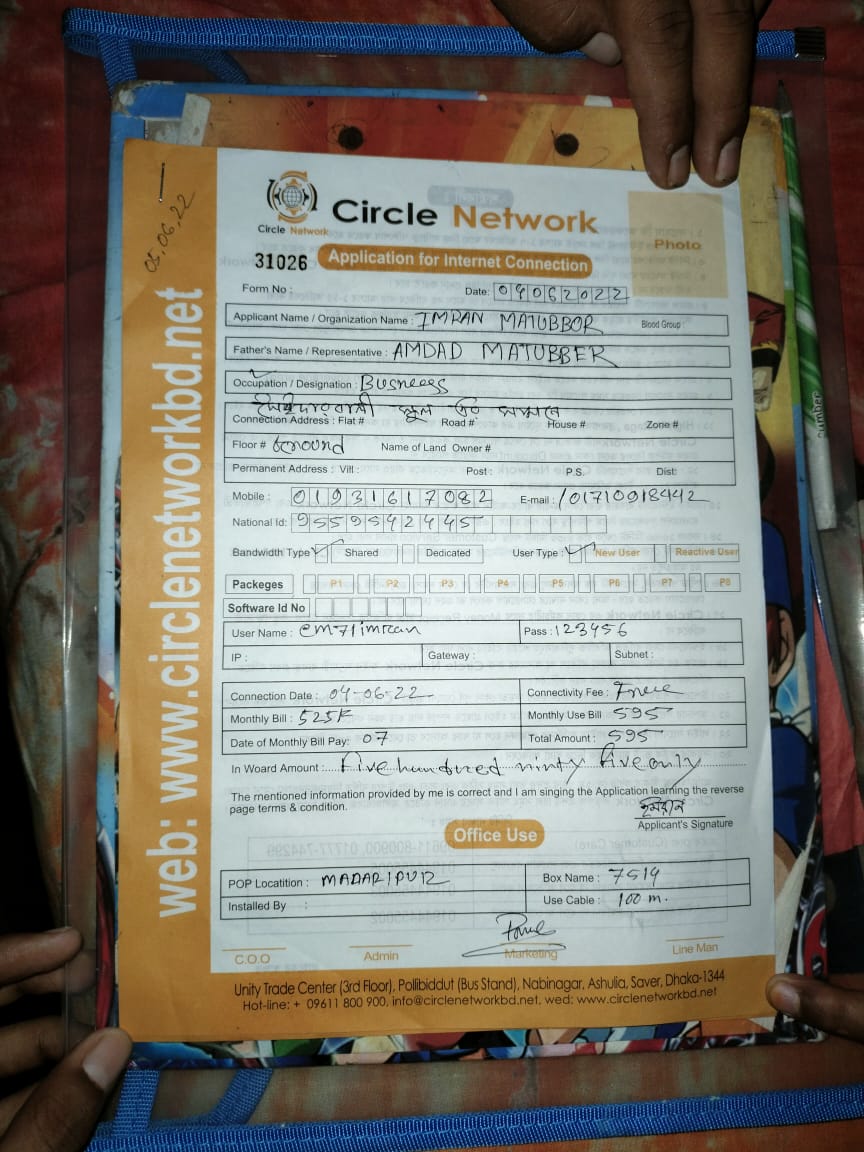 05.06.22
web: www.circlenetworkbd.net
Circle Network
Circle Network
Photo
31026 Application for Internet Connection
Form No : Date: 04062022
Applicant Name / Organization Name : IMRAN MATUBBOR Blood Group :
Father's Name / Representative : AMDAD MATUBBER
Occupation / Designation : Busness
স্কুল এর সামনে
Connection Address : Flat # Road # House # Zone #
Floor # Ground Name of Land Owner #
Permanent Address : Vill : Post : P.S. Dist:
Mobile : 01931617082 E-mail : /01710918442
National Id: 9559542445
Bandwidth Type Shared Dedicated User Type : New User Reactive User
Packeges P1 P2 P3 P4 P5 P6 P7 P8
Software Id No
User Name : em71imran Pass : 123456
IP : Gateway : Subnet :
Connection Date : 04-06-22 Connectivity Fee : Free
Monthly Bill : 525k Monthly Use Bill 595
Date of Monthly Bill Pay: 07 Total Amount : 595
In Woard Amount :.... Five hundred ninty five only
The mentioned information provided by me is correct and I am singing the Application learning the reverse
page terms & condition.
ইমরান
Applicant's Signature
Office Use
POP Locatition : MADARIPUR Box Name : 7519
Installed By : Use Cable : 100 m.
C.O.O Admin Marketing Line Man
Unity Trade Center (3rd Floor), Pollibiddut (Bus Stand), Nabinagar, Ashulia, Saver, Dhaka-1344
Hot-line: + 09611 800 900, info@circlenetworkbd.net, wed: www.circlenetworkbd.net